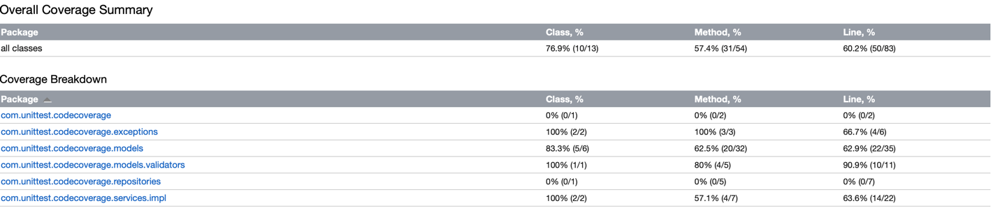 Overall Coverage Summary
Package Class, % Method, % Line, %
all classes 76.9% (10/13) 57.4% (31/54) 60.2% (50/83)
Coverage Breakdown
Package Class, % Method, % Line, %
com.unittest.codecoverage 0% (0/1) 0% (0/2) 0% (0/2)
com.unittest.codecoverage.exceptions 100% (2/2) 100% (3/3) 66.7% (4/6)
com.unittest.codecoverage.models 83.3% (5/6) 62.5% (20/32) 62.9% (22/35)
com.unittest.codecoverage.models.validators 100% (1/1) 80% (4/5) 90.9% (10/11)
com.unittest.codecoverage.repositories 0% (0/1) 0% (0/5) 0% (0/7)
com.unittest.codecoverage.services.impl 100% (2/2) 57.1% (4/7) 63.6% (14/22)